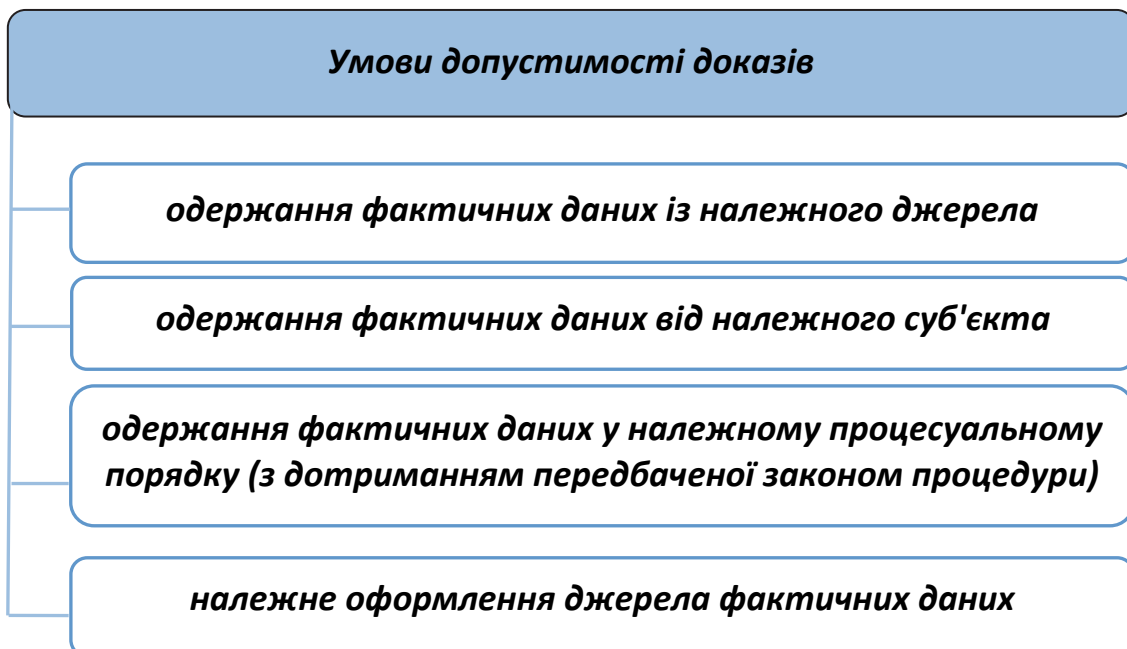 Умови допустимості доказів
одержання фактичних даних із належного джерела
одержання фактичних даних від належного суб'єкта
одержання фактичних даних у належному процесуальному
порядку (з дотриманням передбаченої законом процедури)
належне оформлення джерела фактичних даних